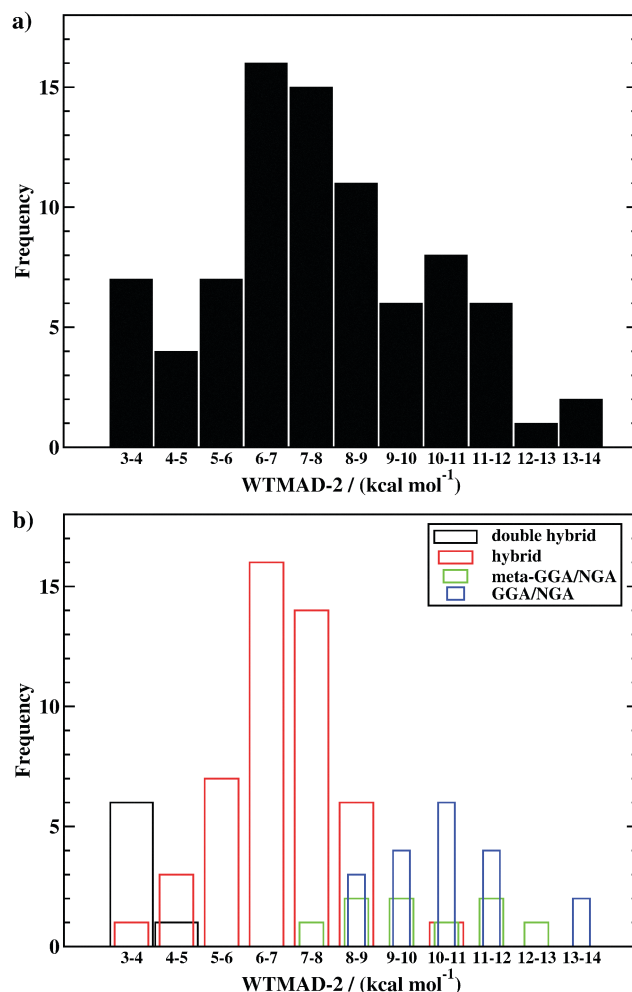 a)
15
10
5
0
Frequency
3-4 4-5 5-6 6-7 7-8 8-9 9-10 10-11 11-12 12-13 13-14
WTMAD-2 / (kcal mol⁻¹)
b)
double hybrid
hybrid
meta-GGA/NGA
GGA/NGA
15
10
5
0
Frequency
3-4 4-5 5-6 6-7 7-8 8-9 9-10 10-11 11-12 12-13 13-14
WTMAD-2 / (kcal mol⁻¹)